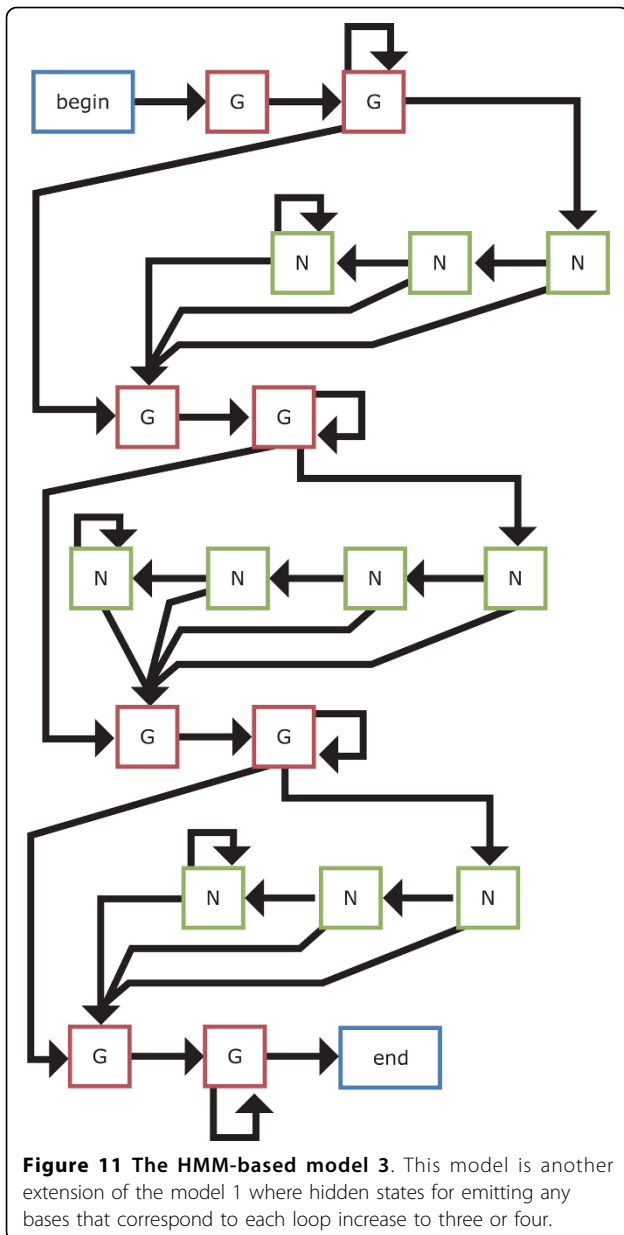 begin G G
N N N
G G
N N N N
G G
N N N
G G end
Figure 11 The HMM-based model 3. This model is another
extension of the model 1 where hidden states for emitting any
bases that correspond to each loop increase to three or four.